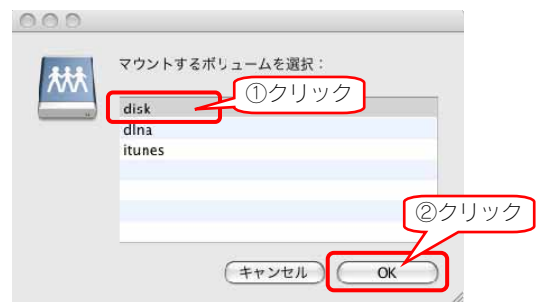 マウントするボリュームを選択：
disk
①クリック
dlna
itunes
②クリック
キャンセル
OK